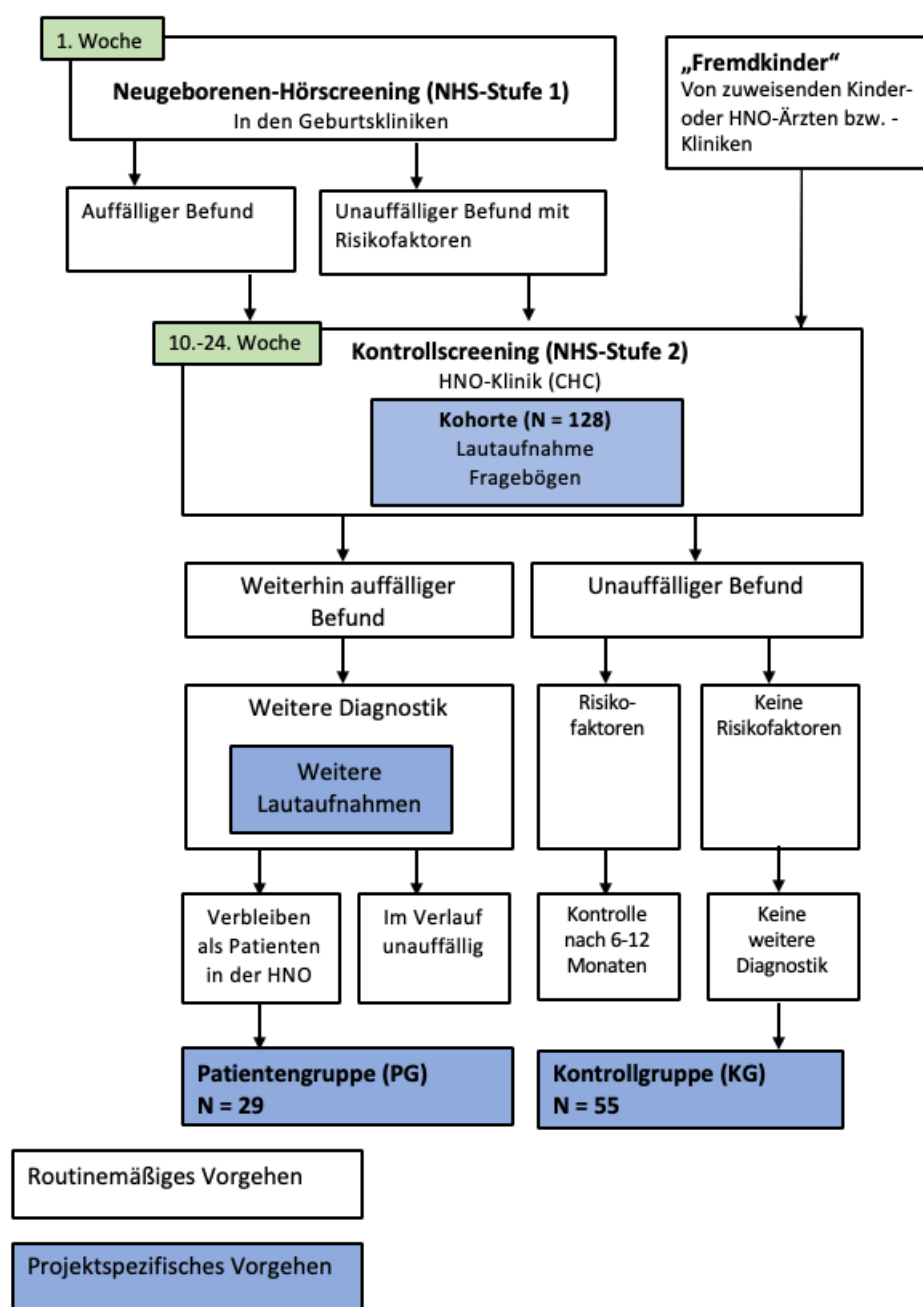 1. Woche
Neugeborenen-Hörscreening (NHS-Stufe 1)
In den Geburtskliniken
„Fremdkinder“
Von zuweisenden Kinder-
oder HNO-Ärzten bzw. -
Kliniken
Auffälliger Befund
Unauffälliger Befund mit
Risikofaktoren
10.-24. Woche
Kontrollscreening (NHS-Stufe 2)
HNO-Klinik (CHC)
Kohorte (N = 128)
Lautaufnahme
Fragebögen
Weiterhin auffälliger
Befund
Unauffälliger Befund
Weitere Diagnostik
Weitere
Lautaufnahmen
Risiko-
faktoren
Keine
Risikofaktoren
Verbleiben
als Patienten
in der HNO
Im Verlauf
unauffällig
Kontrolle
nach 6-12
Monaten
Keine
weitere
Diagnostik
Patientengruppe (PG)
N = 29
Kontrollgruppe (KG)
N = 55
Routinemäßiges Vorgehen
Projektspezifisches Vorgehen